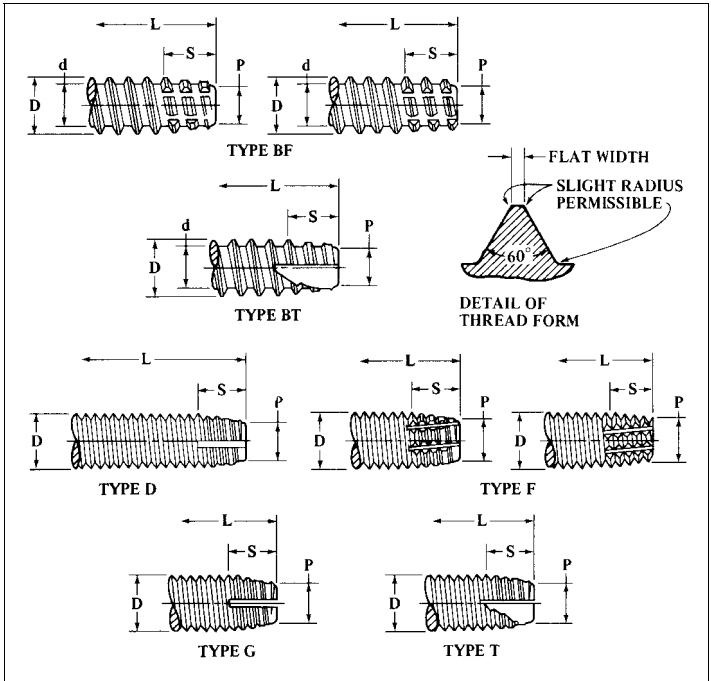 L
L
S
S
d
P
d
P
D
D
TYPE BF
FLAT WIDTH
SLIGHT RADIUS
PERMISSIBLE
L
S
P
d
D
60°
TYPE BT
DETAIL OF
THREAD FORM
L
L
L
S
S
S
P
P
P
D
D
D
TYPE D
TYPE F
L
L
S
S
P
P
D
D
TYPE G
TYPE T